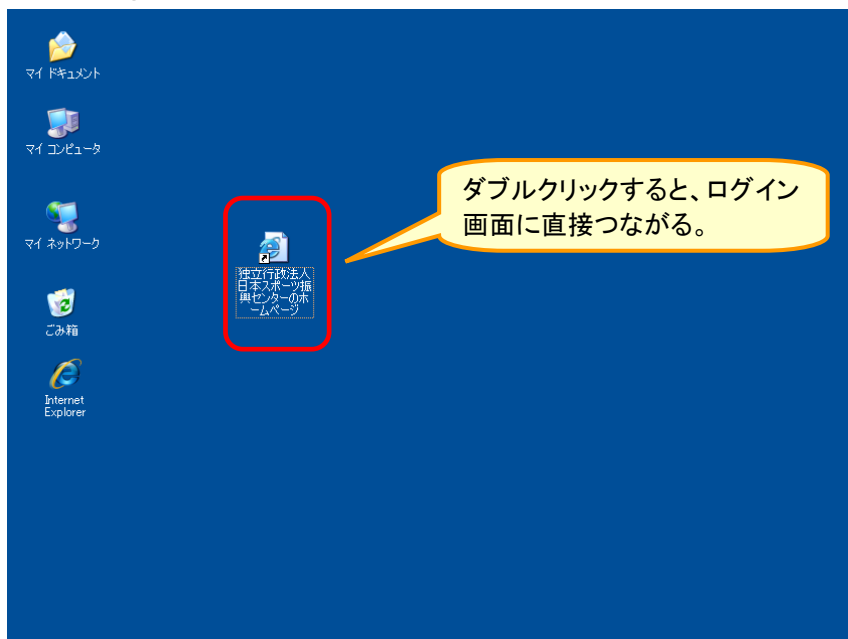 マイ ドキュメント
マイ コンピュータ
ダブルクリックすると、ログイン
画面に直接つながる。
マイ ネットワーク
独立行政法人
日本スポーツ振
興センターのホ
ームページ
ごみ箱
Internet
Explorer